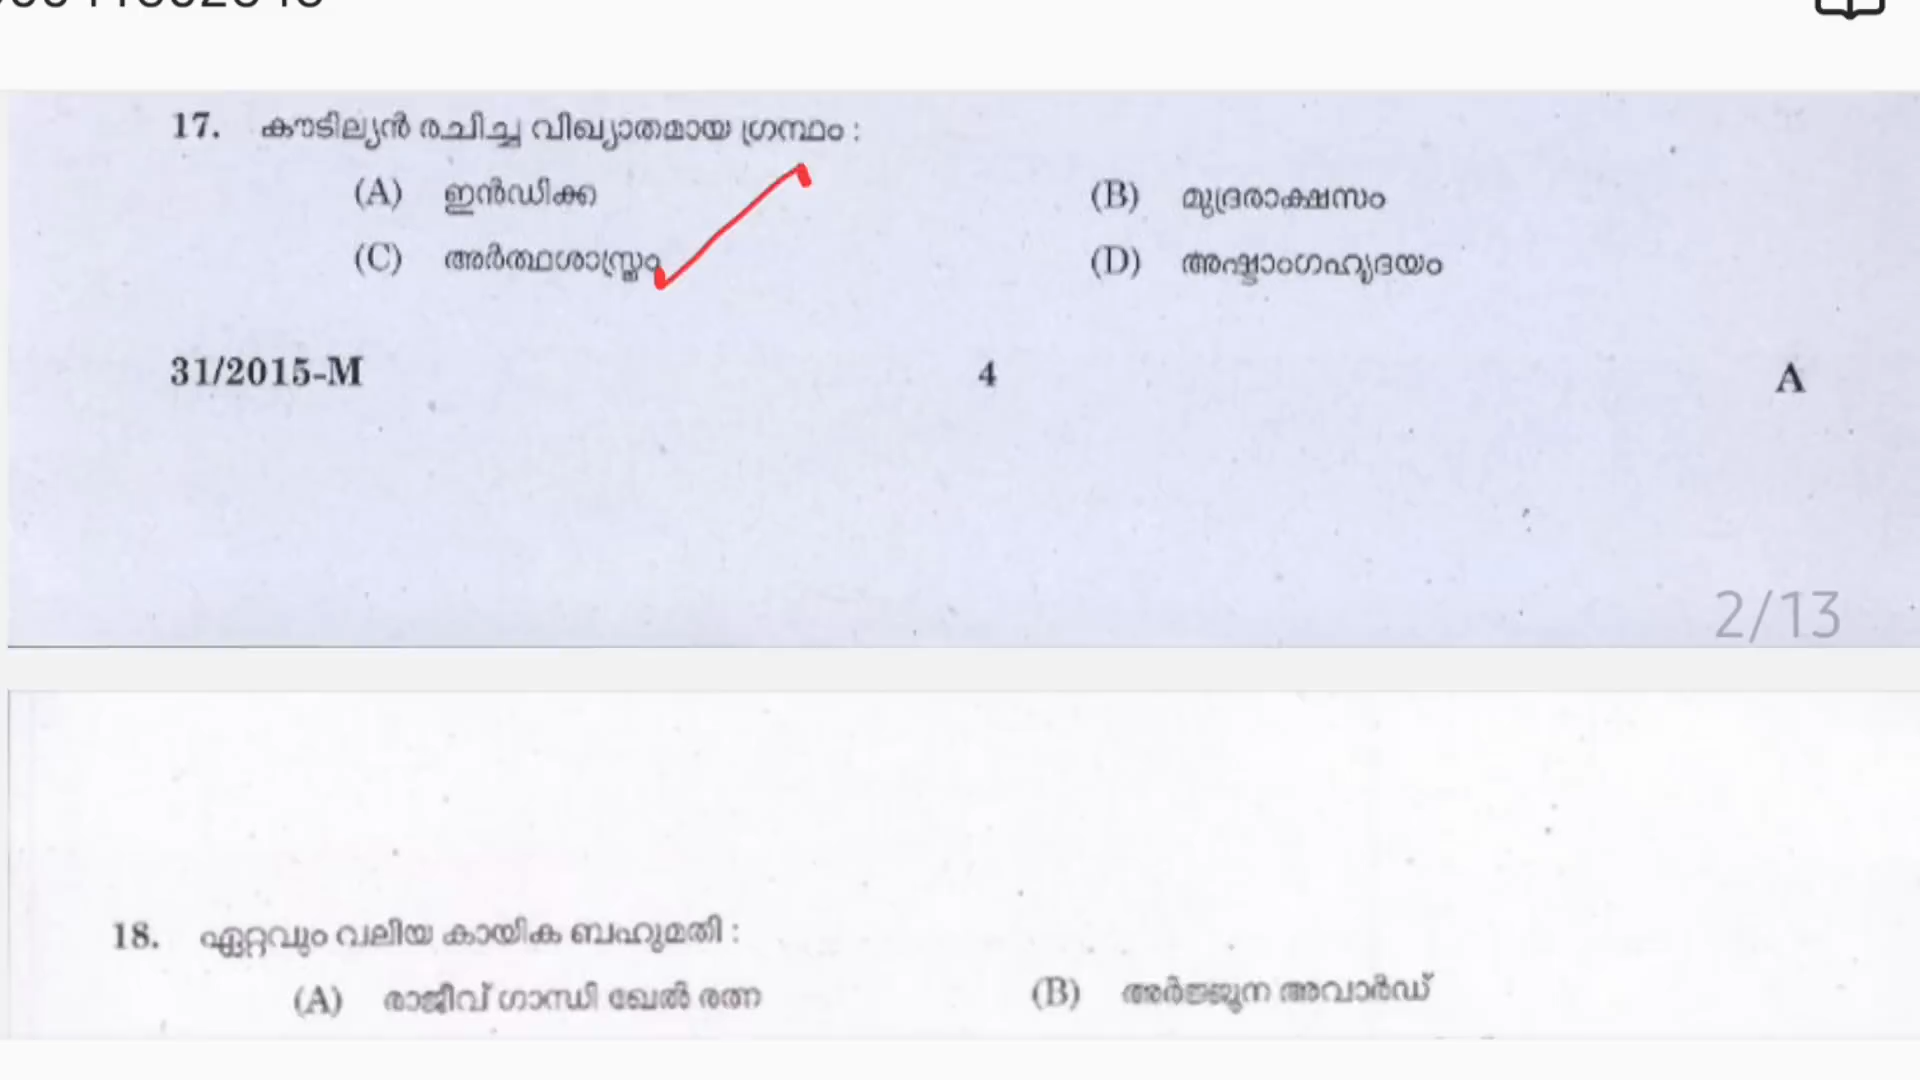 17. കൗടില്യൻ രചിച്ച വിഖ്യാതമായ ഗ്രന്ഥം :
(A) ഇൻഡിക്ക (B) മുദ്രരാക്ഷസം
(C) അർത്ഥശാസ്ത്രം (D) അഷ്ടാംഗഹൃദയം
31/2015-M 4 A
2/13
18. ഏറ്റവും വലിയ കായിക ബഹുമതി :
(A) രാജീവ് ഗാന്ധി ഖേൽ രത്ന (B) അർജ്ജുന അവാർഡ്